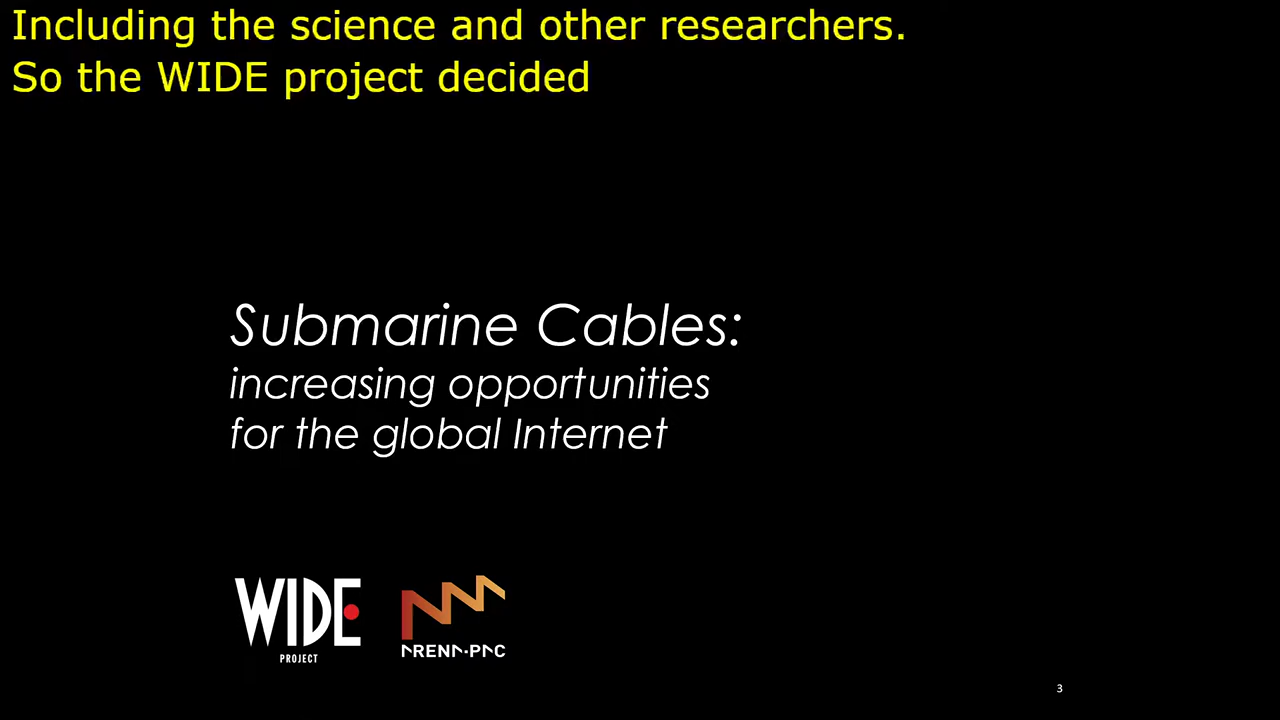 Including the science and other researchers.
So the WIDE project decided
Submarine Cables:
increasing opportunities
for the global Internet
WIDE
PROJECT
ARENA-PAC
3